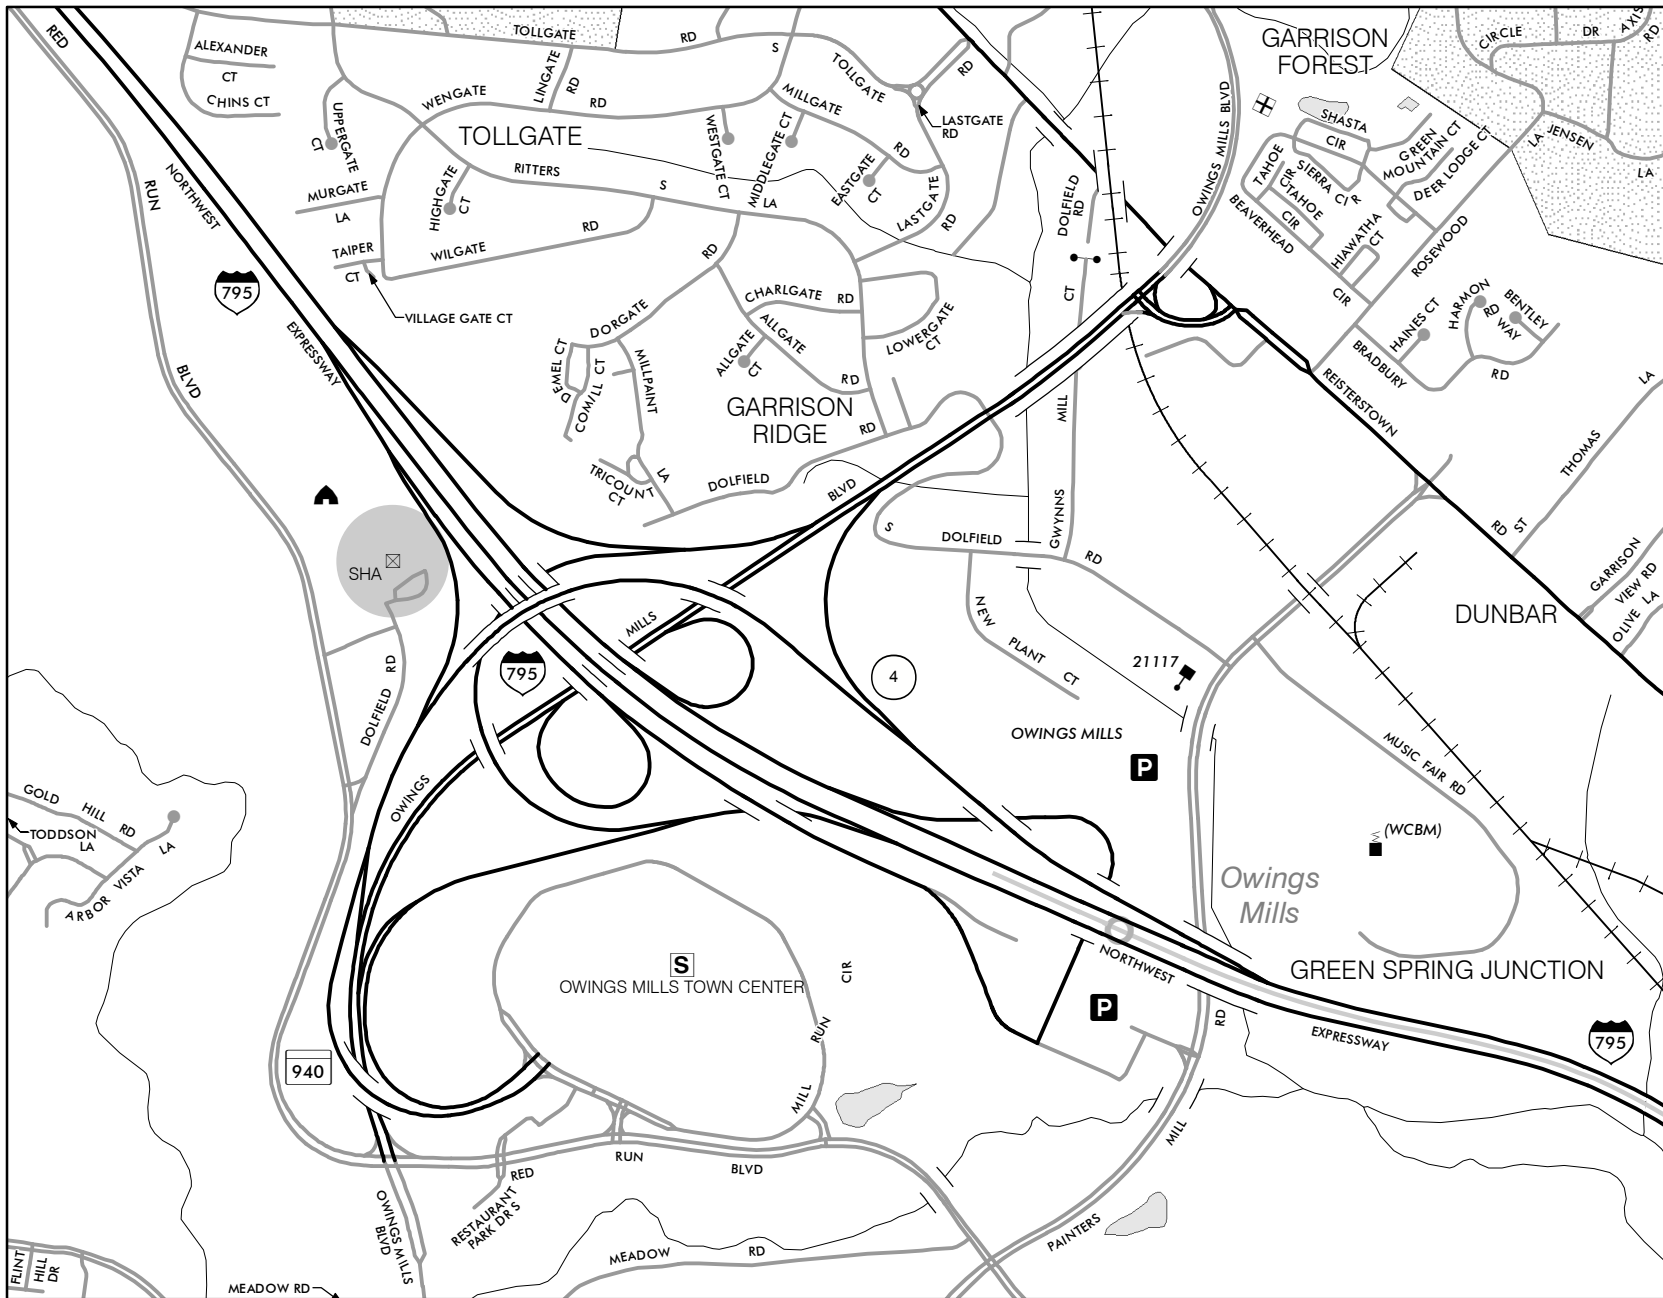 RED
RUN
BLVD
ALEXANDER
CT
CHINS CT
TOLLGATE
RD
S
TOLLGATE
RD
LINGATE
RD
WENGATE
RD
UPPERGATE
CT
TOLLGATE
MILLGATE
RD
LASTGATE
RD
WESTGATE CT
MIDDLEGATE CT
EASTGATE
CT
LASTGATE
RD
RITTERS
S
LA
HIGHGATE
CT
MURGATE
LA
TAIPER
CT
WILGATE
RD
VILLAGE GATE CT
NORTHWEST
EXPRESSWAY
795
RD
DORGATE
CHARLGATE RD
ALLGATE
RD
ALLGATE
CT
LOWERGATE
CT
DEMEL CT
COMILL CT
MILLPAINT
LA
TRICOUNT
CT
GARRISON
RIDGE
DOLFIELD
RD
DOLFIELD
RD
CT
OWINGS MILLS BLVD
GARRISON
FOREST
CIRCLE
DR
AXIS
RD
SHASTA
CIR
GREEN
MOUNTAIN CT
DEER LODGE CT
JENSEN
LA
LA
ROSEWOOD
TAHOE
CIR
SIERRA CIR
CT
TAHOE
CIR
BEAVERHEAD
CIR
HIAWATHA
CT
HAINES CT
HARMON
RD
BENTLEY
WAY
BRADBURY
RD
REISTERSTOWN
RD
THOMAS
LA
ST
GARRISON
VIEW RD
OLIVE LA
DUNBAR
BLVD
MILLS
OWINGS
S
DOLFIELD
RD
GWYNNS
MILL
NEW
PLANT
CT
21117
OWINGS MILLS
P
4
795
SHA
DOLFIELD
RD
GOLD
HILL
RD
TODDSON
LA
ARBOR
VISTA
LA
MUSIC FAIR RD
(WCBM)
Owings
Mills
GREEN SPRING JUNCTION
NORTHWEST
EXPRESSWAY
795
P
S
OWINGS MILLS TOWN CENTER
CIR
RUN
MILL
940
RED
RUN
BLVD
RESTAURANT
PARK DR S
OWINGS MILLS
BLVD
MEADOW
RD
MEADOW RD
PAINTERS
MILL
RD
FLINT
HILL
DR